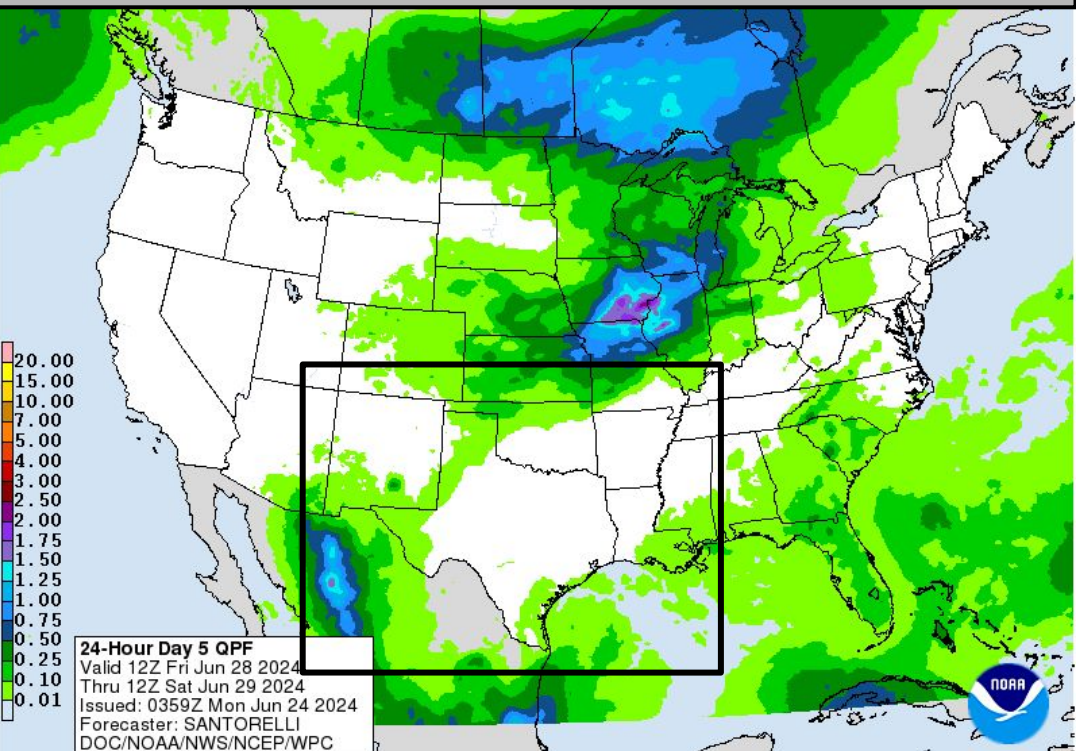 20.00
15.00
10.00
7.00
5.00
4.00
3.00
2.50
2.00
1.75
1.50
1.25
1.00
0.75
0.50
0.25
0.10
0.01
24-Hour Day 5 QPF
Valid 12Z Fri Jun 28 2024
Thru 12Z Sat Jun 29 2024
Issued: 0359Z Mon Jun 24 2024
Forecaster: SANTORELLI
DOC/NOAA/NWS/NCEP/WPC
NOAA